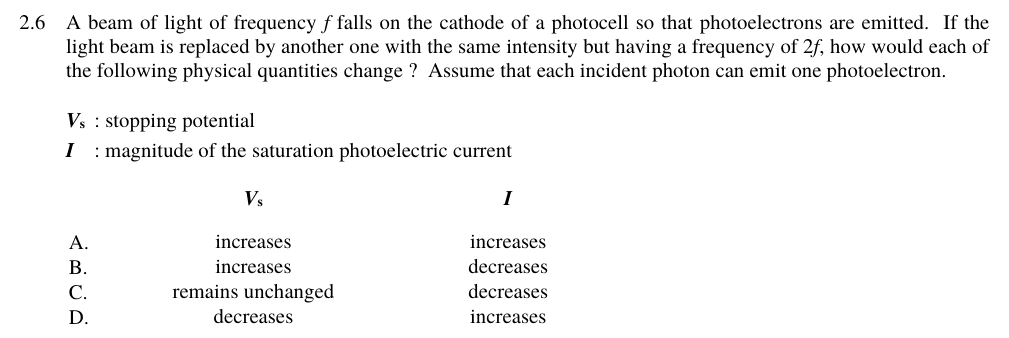 2.6 A beam of light of frequency f falls on the cathode of a photocell so that photoelectrons are emitted. If the
light beam is replaced by another one with the same intensity but having a frequency of 2f, how would each of
the following physical quantities change ? Assume that each incident photon can emit one photoelectron.
Vs : stopping potential
I : magnitude of the saturation photoelectric current
Vs I
A. increases increases
B. increases decreases
C. remains unchanged decreases
D. decreases increases